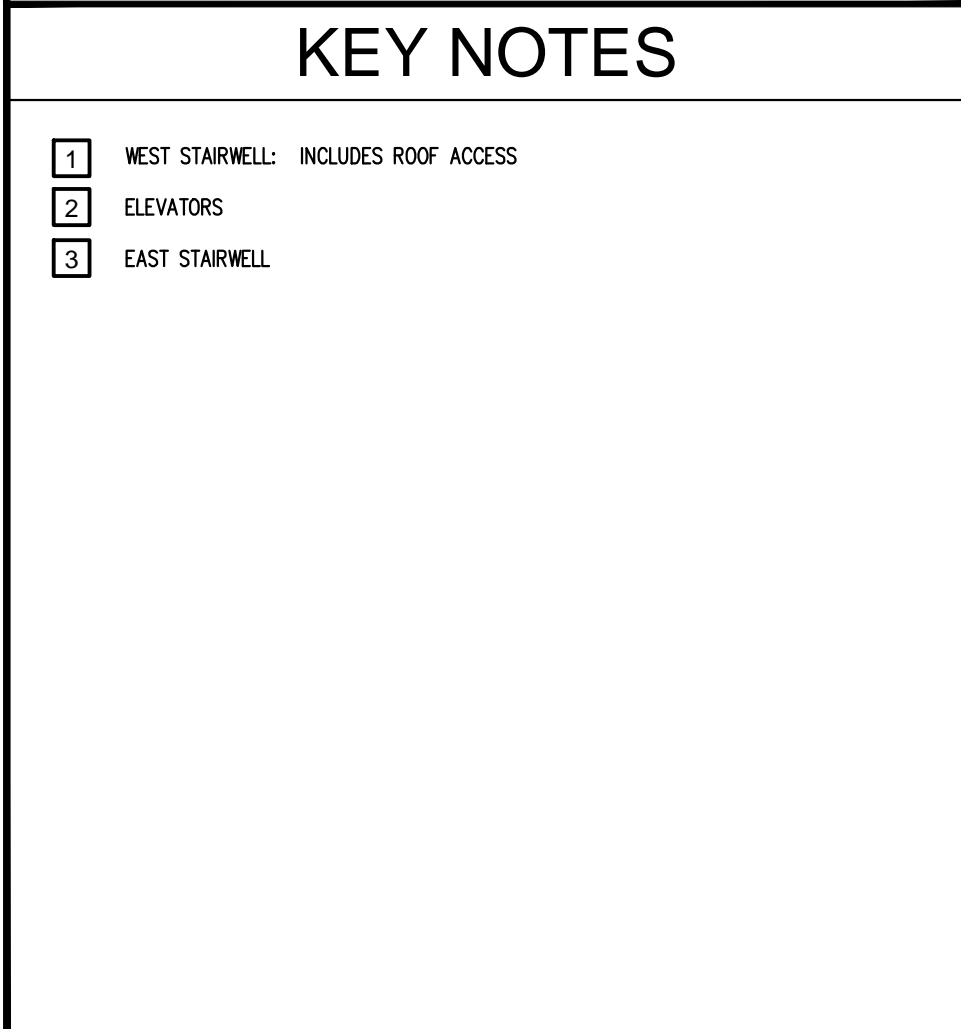 KEY NOTES
1 WEST STAIRWELL: INCLUDES ROOF ACCESS
2 ELEVATORS
3 EAST STAIRWELL